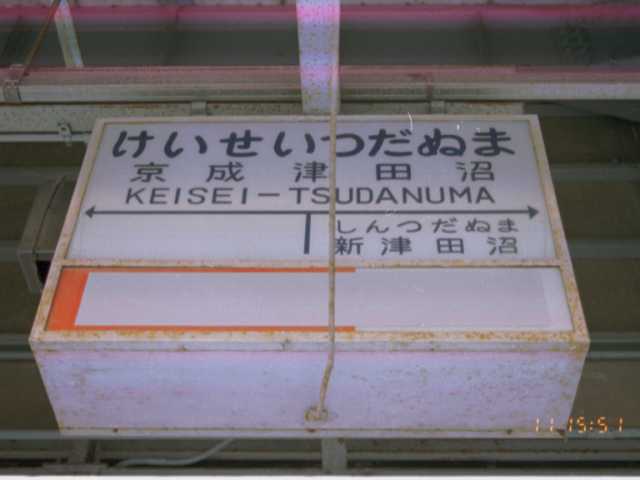 けいせいつだぬま
京成津田沼
KEISEI-TSUDANUMA
しんつだぬま
新津田沼
11.15:51